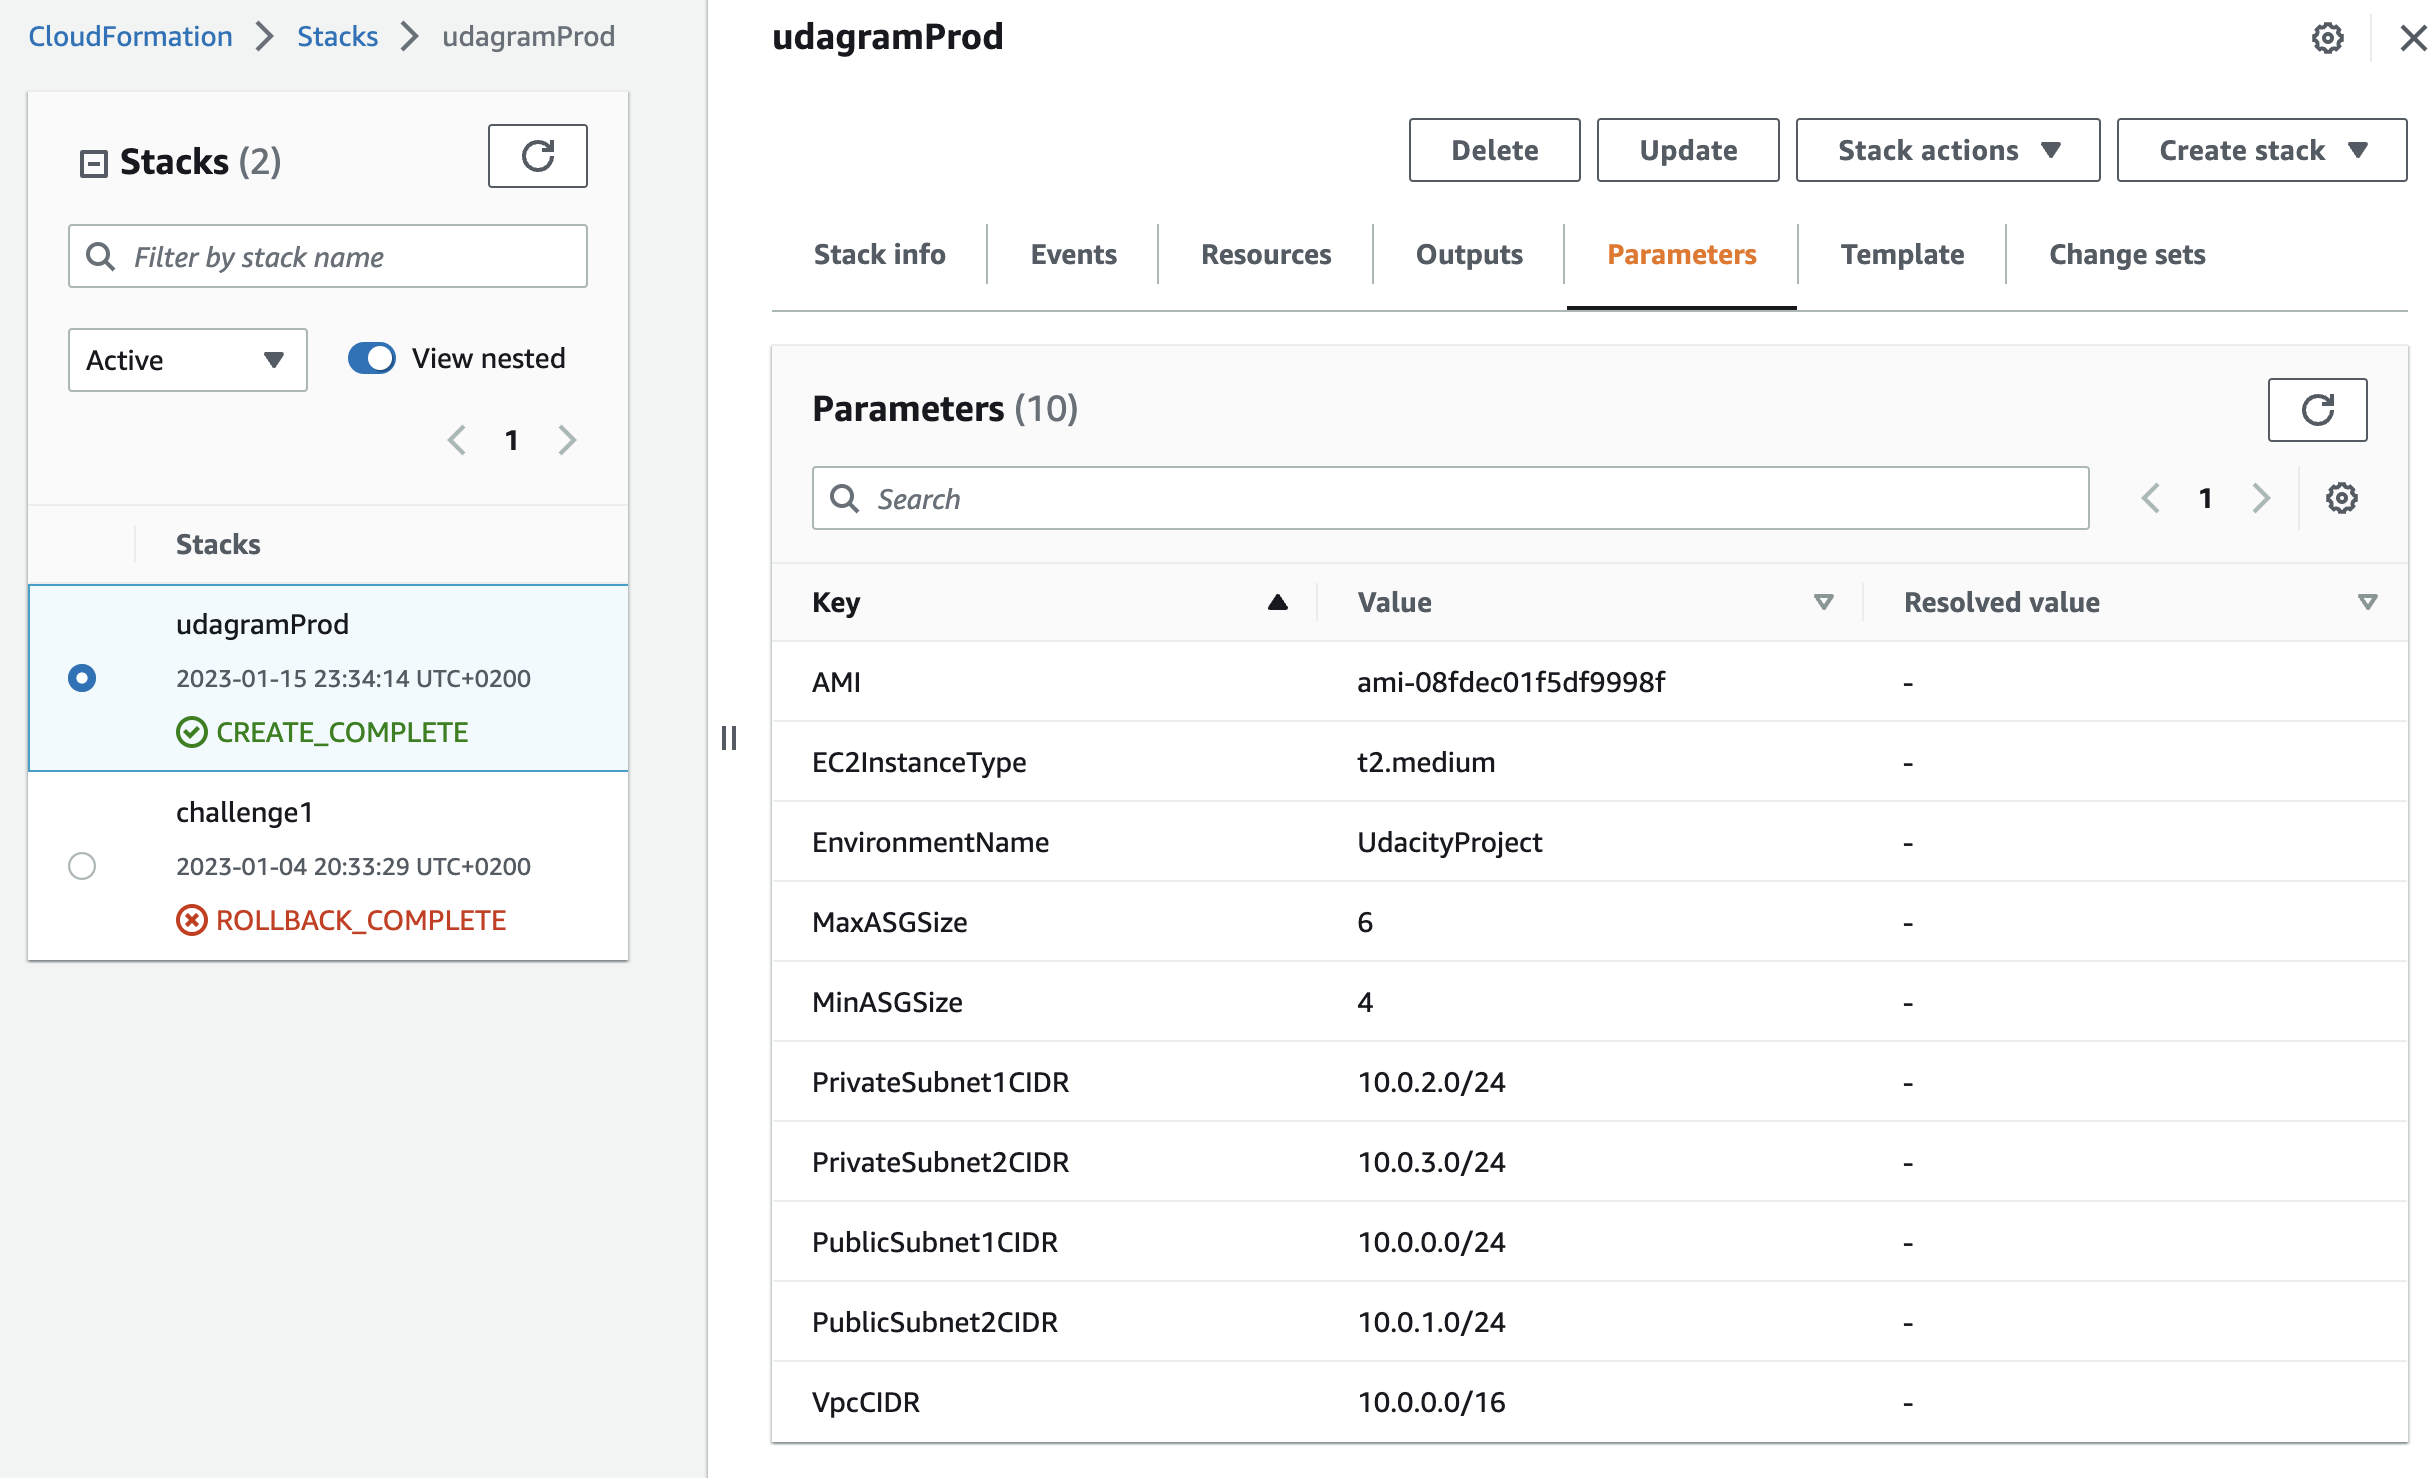 CloudFormation > Stacks > udagramProd
Stacks (2)
Filter by stack name
Active
View nested
1
Stacks
udagramProd
2023-01-15 23:34:14 UTC+0200
CREATE_COMPLETE
challenge1
2023-01-04 20:33:29 UTC+0200
ROLLBACK_COMPLETE
udagramProd
Delete Update Stack actions Create stack
Stack info Events Resources Outputs Parameters Template Change sets
Parameters (10)
Search
1
Key Value Resolved value
AMI ami-08fdec01f5df9998f -
EC2InstanceType t2.medium -
EnvironmentName UdacityProject -
MaxASGSize 6 -
MinASGSize 4 -
PrivateSubnet1CIDR 10.0.2.0/24 -
PrivateSubnet2CIDR 10.0.3.0/24 -
PublicSubnet1CIDR 10.0.0.0/24 -
PublicSubnet2CIDR 10.0.1.0/24 -
VpcCIDR 10.0.0.0/16 -